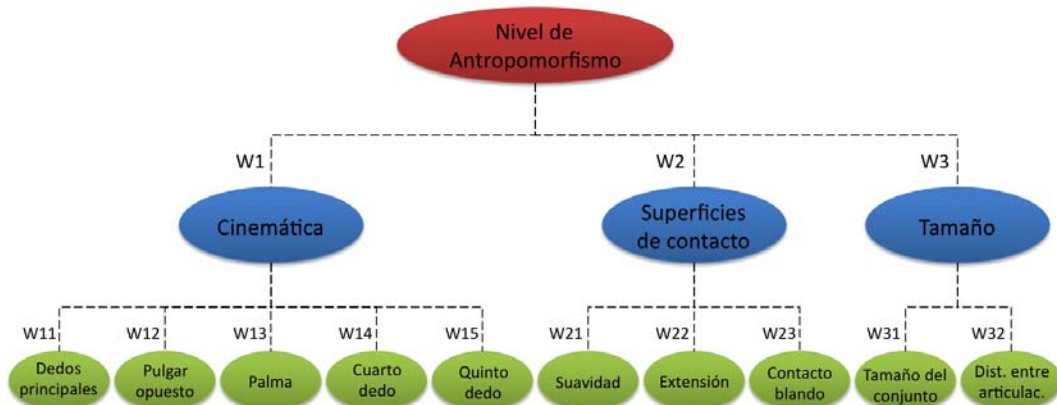 Nivel de
Antropomorfismo
W1
W2
W3
Cinemática
Superficies
de contacto
Tamaño
W11
W12
W13
W14
W15
W21
W22
W23
W31
W32
Dedos
principales
Pulgar
opuesto
Palma
Cuarto
dedo
Quinto
dedo
Suavidad
Extensión
Contacto
blando
Tamaño del
conjunto
Dist. entre
articulac.